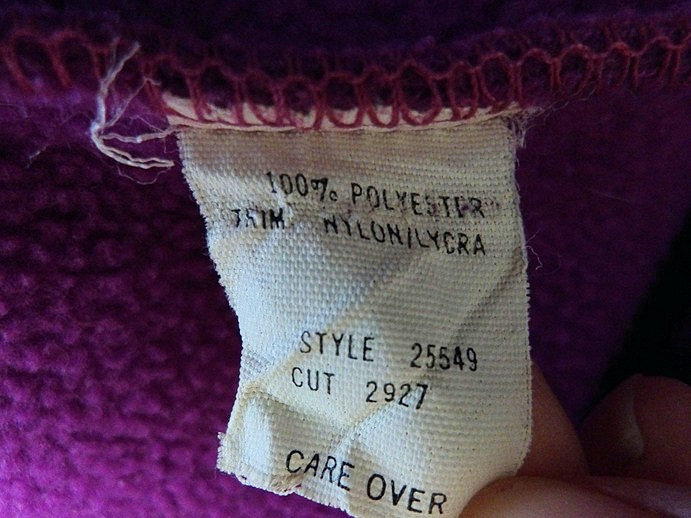 100% POLYESTER
TRIM NYLON/LYCRA
STYLE 25549
CUT 2927
CARE OVER